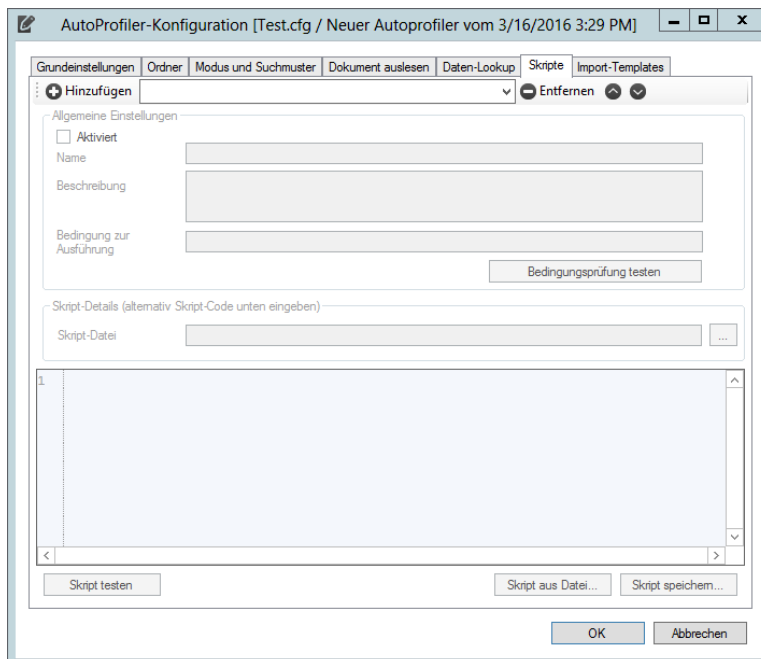 AutoProfiler-Konfiguration [Test.cfg / Neuer Autoprofiler vom 3/16/2016 3:29 PM]
Grundeinstellungen Ordner Modus und Suchmuster Dokument auslesen Daten-Lookup Skripte Import-Templates
Hinzufügen Entfernen
Allgemeine Einstellungen
Aktiviert
Name
Beschreibung
Bedingung zur
Ausführung
Bedingungsprüfung testen
Skript-Details (alternativ Skript-Code unten eingeben)
Skript-Datei ...
1
Skript testen Skript aus Datei... Skript speichern...
OK Abbrechen